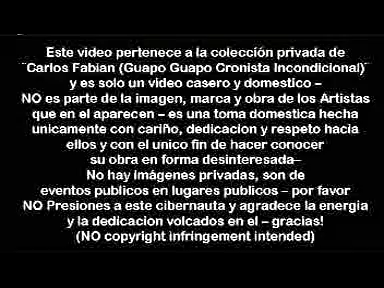 Este video pertenece a la colección privada de
Carlos Fabian (Guapo Guapo Cronista Incondicional)
y es solo un video casero y domestico –
NO es parte de la imagen, marca y obra de los Artistas
que en el aparecen – es una toma domestica hecha
unicamente con cariño, dedicacion y respeto hacia
ellos y con el unico fin de hacer conocer
su obra en forma desinteresada–
No hay imágenes privadas, son de
eventos publicos en lugares publicos – por favor
NO Presiones a este cibernauta y agradece la energia
y la dedicacion volcados en el – gracias!
(NO copyright infringement intended)